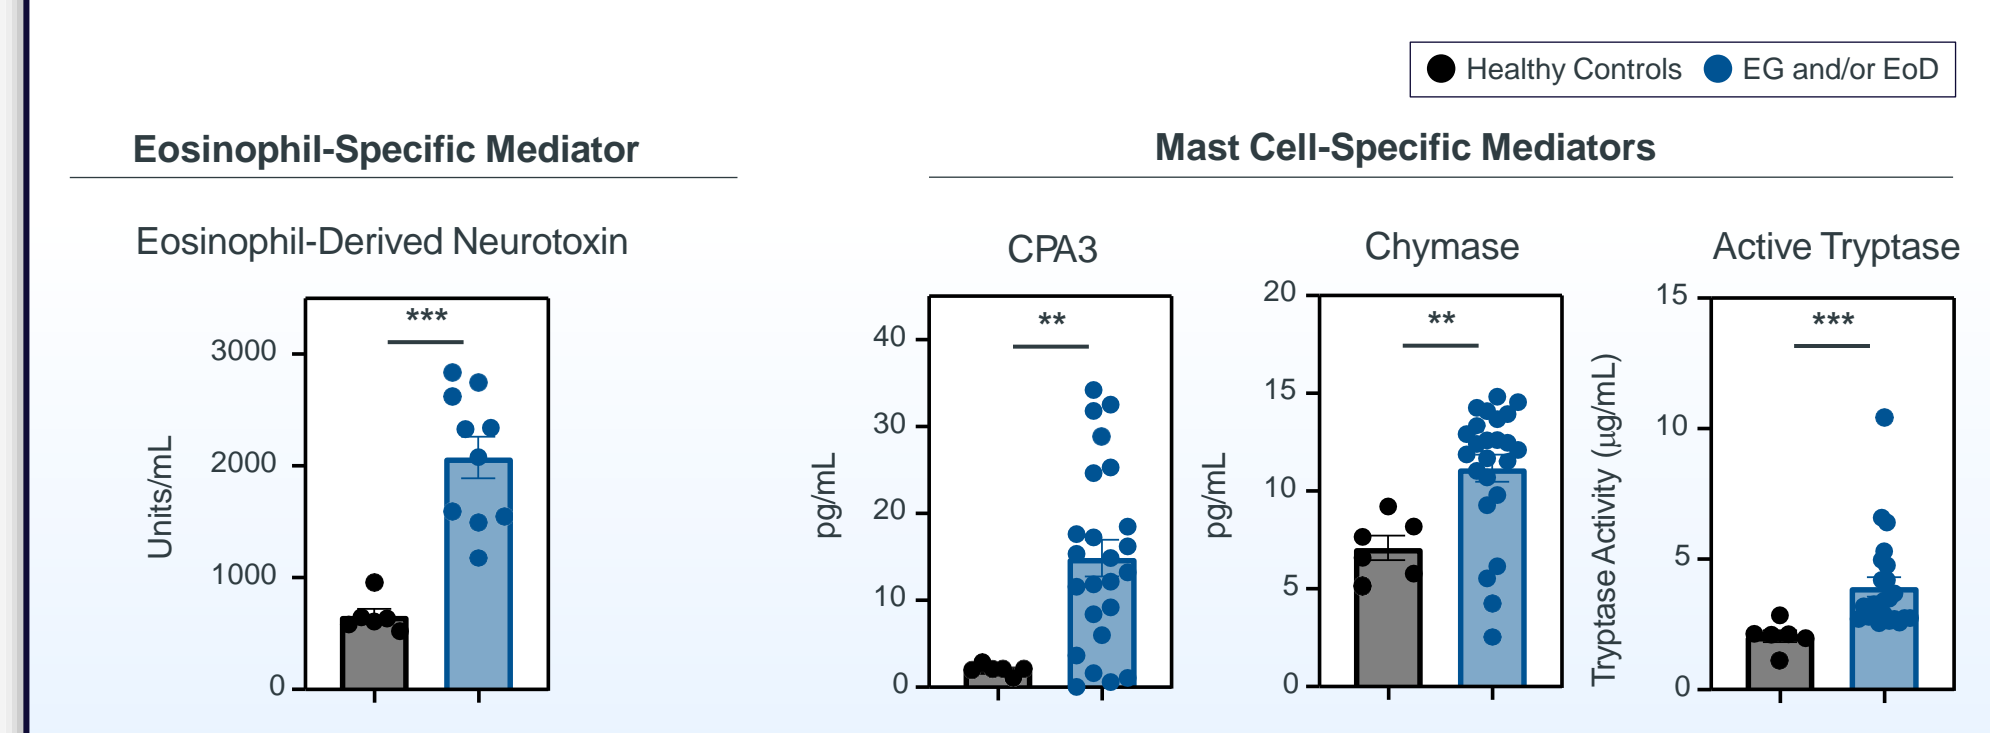 Healthy Controls EG and/or EoD
Eosinophil-Specific Mediator
Mast Cell-Specific Mediators
Eosinophil-Derived Neurotoxin
CPA3
Chymase
Active Tryptase
Units/mL
3000
2000
1000
0
***
pg/mL
40
30
20
10
0
**
pg/mL
20
15
10
5
0
**
Tryptase Activity (µg/mL)
15
10
5
0
***